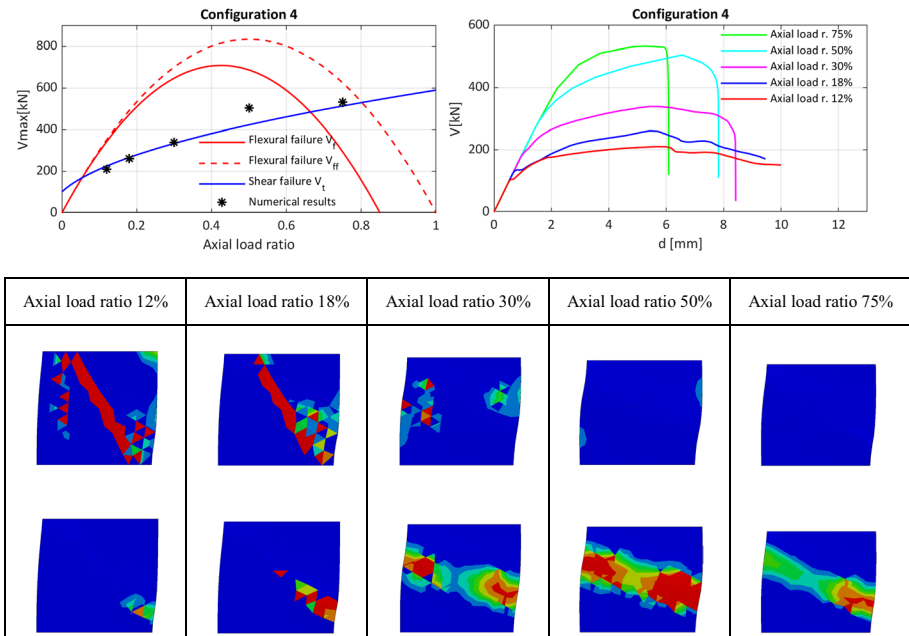 Configuration 4
800
600
400
200
0
Vmax[kN]
Flexural failure V_f
Flexural failure V_ff
Shear failure V_t
Numerical results
0 0.2 0.4 0.6 0.8 1
Axial load ratio
Configuration 4
600
400
200
0
V[kN]
Axial load r. 75%
Axial load r. 50%
Axial load r. 30%
Axial load r. 18%
Axial load r. 12%
0 2 4 6 8 10 12
d [mm]
Axial load ratio 12% Axial load ratio 18% Axial load ratio 30% Axial load ratio 50% Axial load ratio 75%